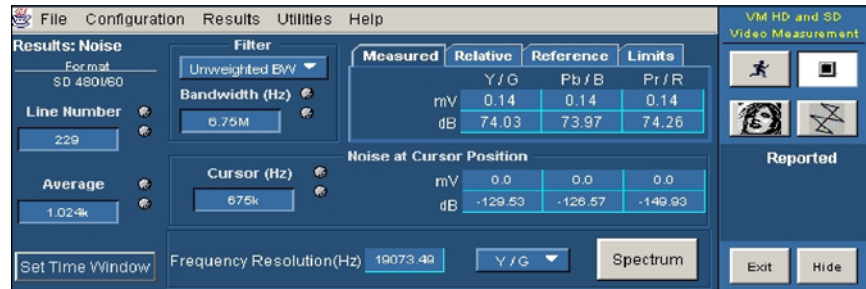 File Configuration Results Utilities Help
VM HD and SD
Video Measurement
Results: Noise
Format
SD 480I/60
Line Number
229
Average
1.024k
Set Time Window
Filter
Unweighted BW
Bandwidth (Hz)
6.75M
Measured Relative Reference Limits
Y/G Pb/B Pr/R
mV 0.14 0.14 0.14
dB 74.03 73.97 74.26
Noise at Cursor Position
Cursor (Hz)
675k
mV 0.0 0.0 0.0
dB -129.53 -126.57 -149.93
Frequency Resolution(Hz) 19073.49 Y/G Spectrum
Reported
Exit Hide